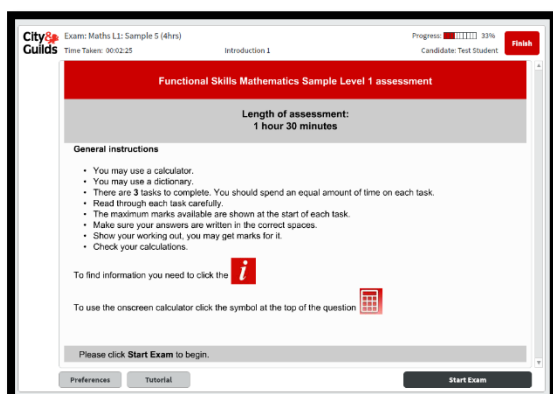 City& Guilds
Exam: Maths L1: Sample 5 (4hrs)
Progress: 33%
Finish
Time Taken: 00:02:25
Introduction 1
Candidate: Test Student
Functional Skills Mathematics Sample Level 1 assessment
Length of assessment:
1 hour 30 minutes
General instructions
• You may use a calculator.
• You may use a dictionary.
• There are 3 tasks to complete. You should spend an equal amount of time on each task.
• Read through each task carefully.
• The maximum marks available are shown at the start of each task.
• Make sure your answers are written in the correct spaces.
• Show your working out, you may get marks for it.
• Check your calculations.
To find information you need to click the i
To use the onscreen calculator click the symbol at the top of the question
Please click Start Exam to begin.
Preferences
Tutorial
Start Exam